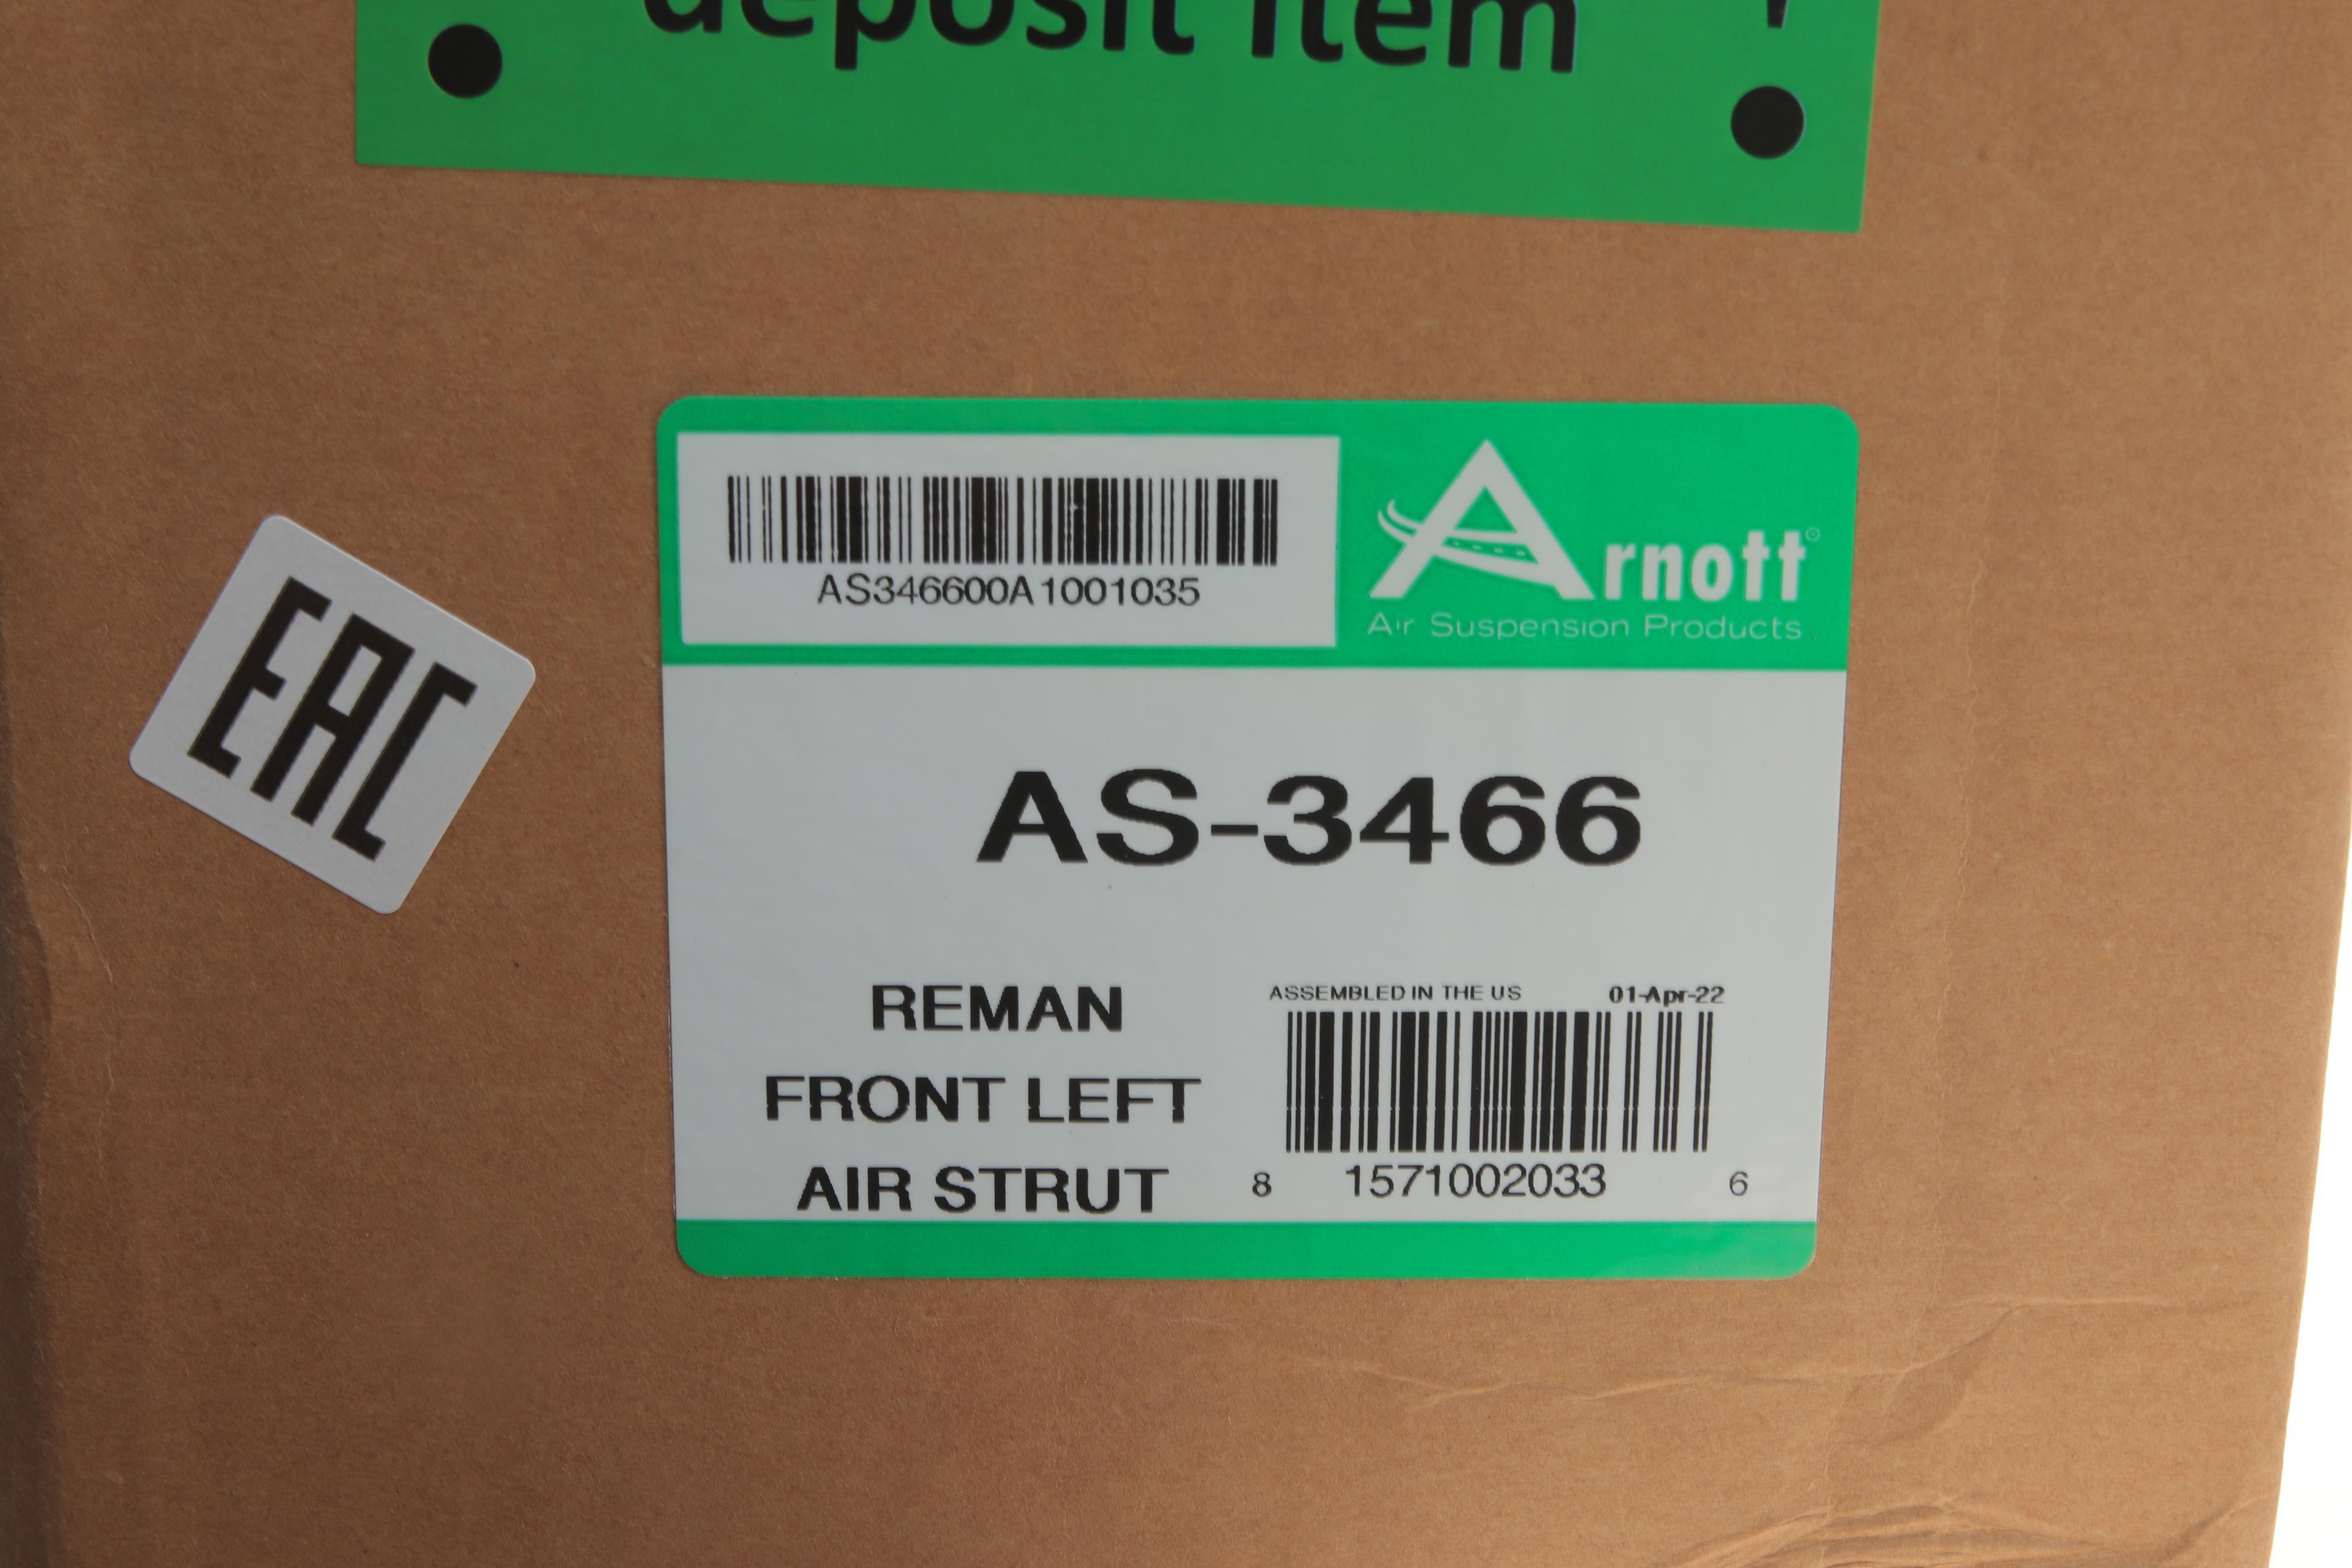 deposit item !
AS346600A1001035
Arnott®
Air Suspension Products
EAC
AS-3466
REMAN
FRONT LEFT
AIR STRUT
ASSEMBLED IN THE US 01-Apr-22
8 1571002033 6